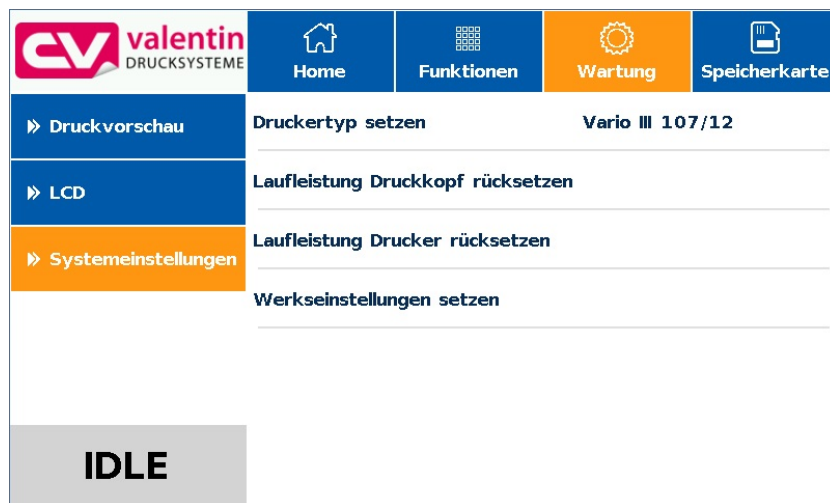 CV. valentin
DRUCKSYSTEME
Home
Funktionen
Wartung
Speicherkarte
Druckvorschau
LCD
Systemeinstellungen
Druckertyp setzen Vario III 107/12
Laufleistung Druckkopf rücksetzen
Laufleistung Drucker rücksetzen
Werkseinstellungen setzen
IDLE